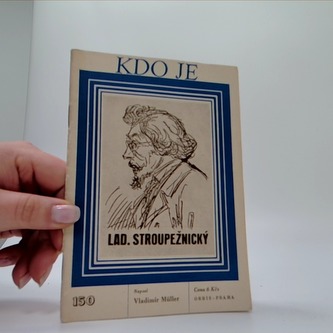 KDO JE
LAD. STROUPEŽNICKÝ
150
Napsal
Vladimír Müller
Cena 6 Kčs
ORBIS - PRAHA